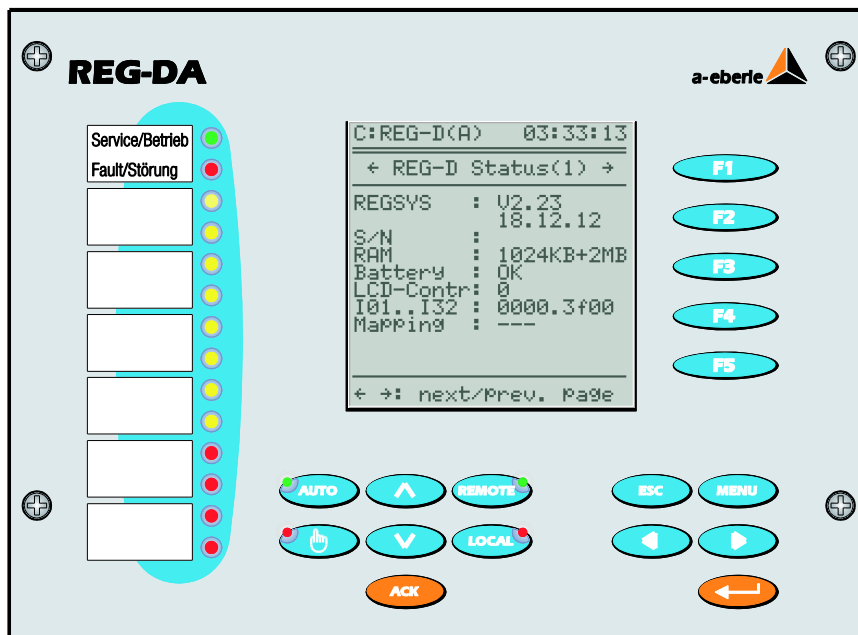 REG-DA
a-eberle
Service/Betrieb
Fault/Störung
C:REG-D(A) 03:33:13
← REG-D Status(1) →
REGSYS : V2.23
18.12.12
S/N :
RAM : 1024KB+2MB
Battery : OK
LCD-Contr: 0
I01..I32 : 0000.3f00
Mapping : ---
← →: next/prev. page
F1
F2
F3
F4
F5
AUTO
REMOTE
ESC
MENU
LOCAL
ACK